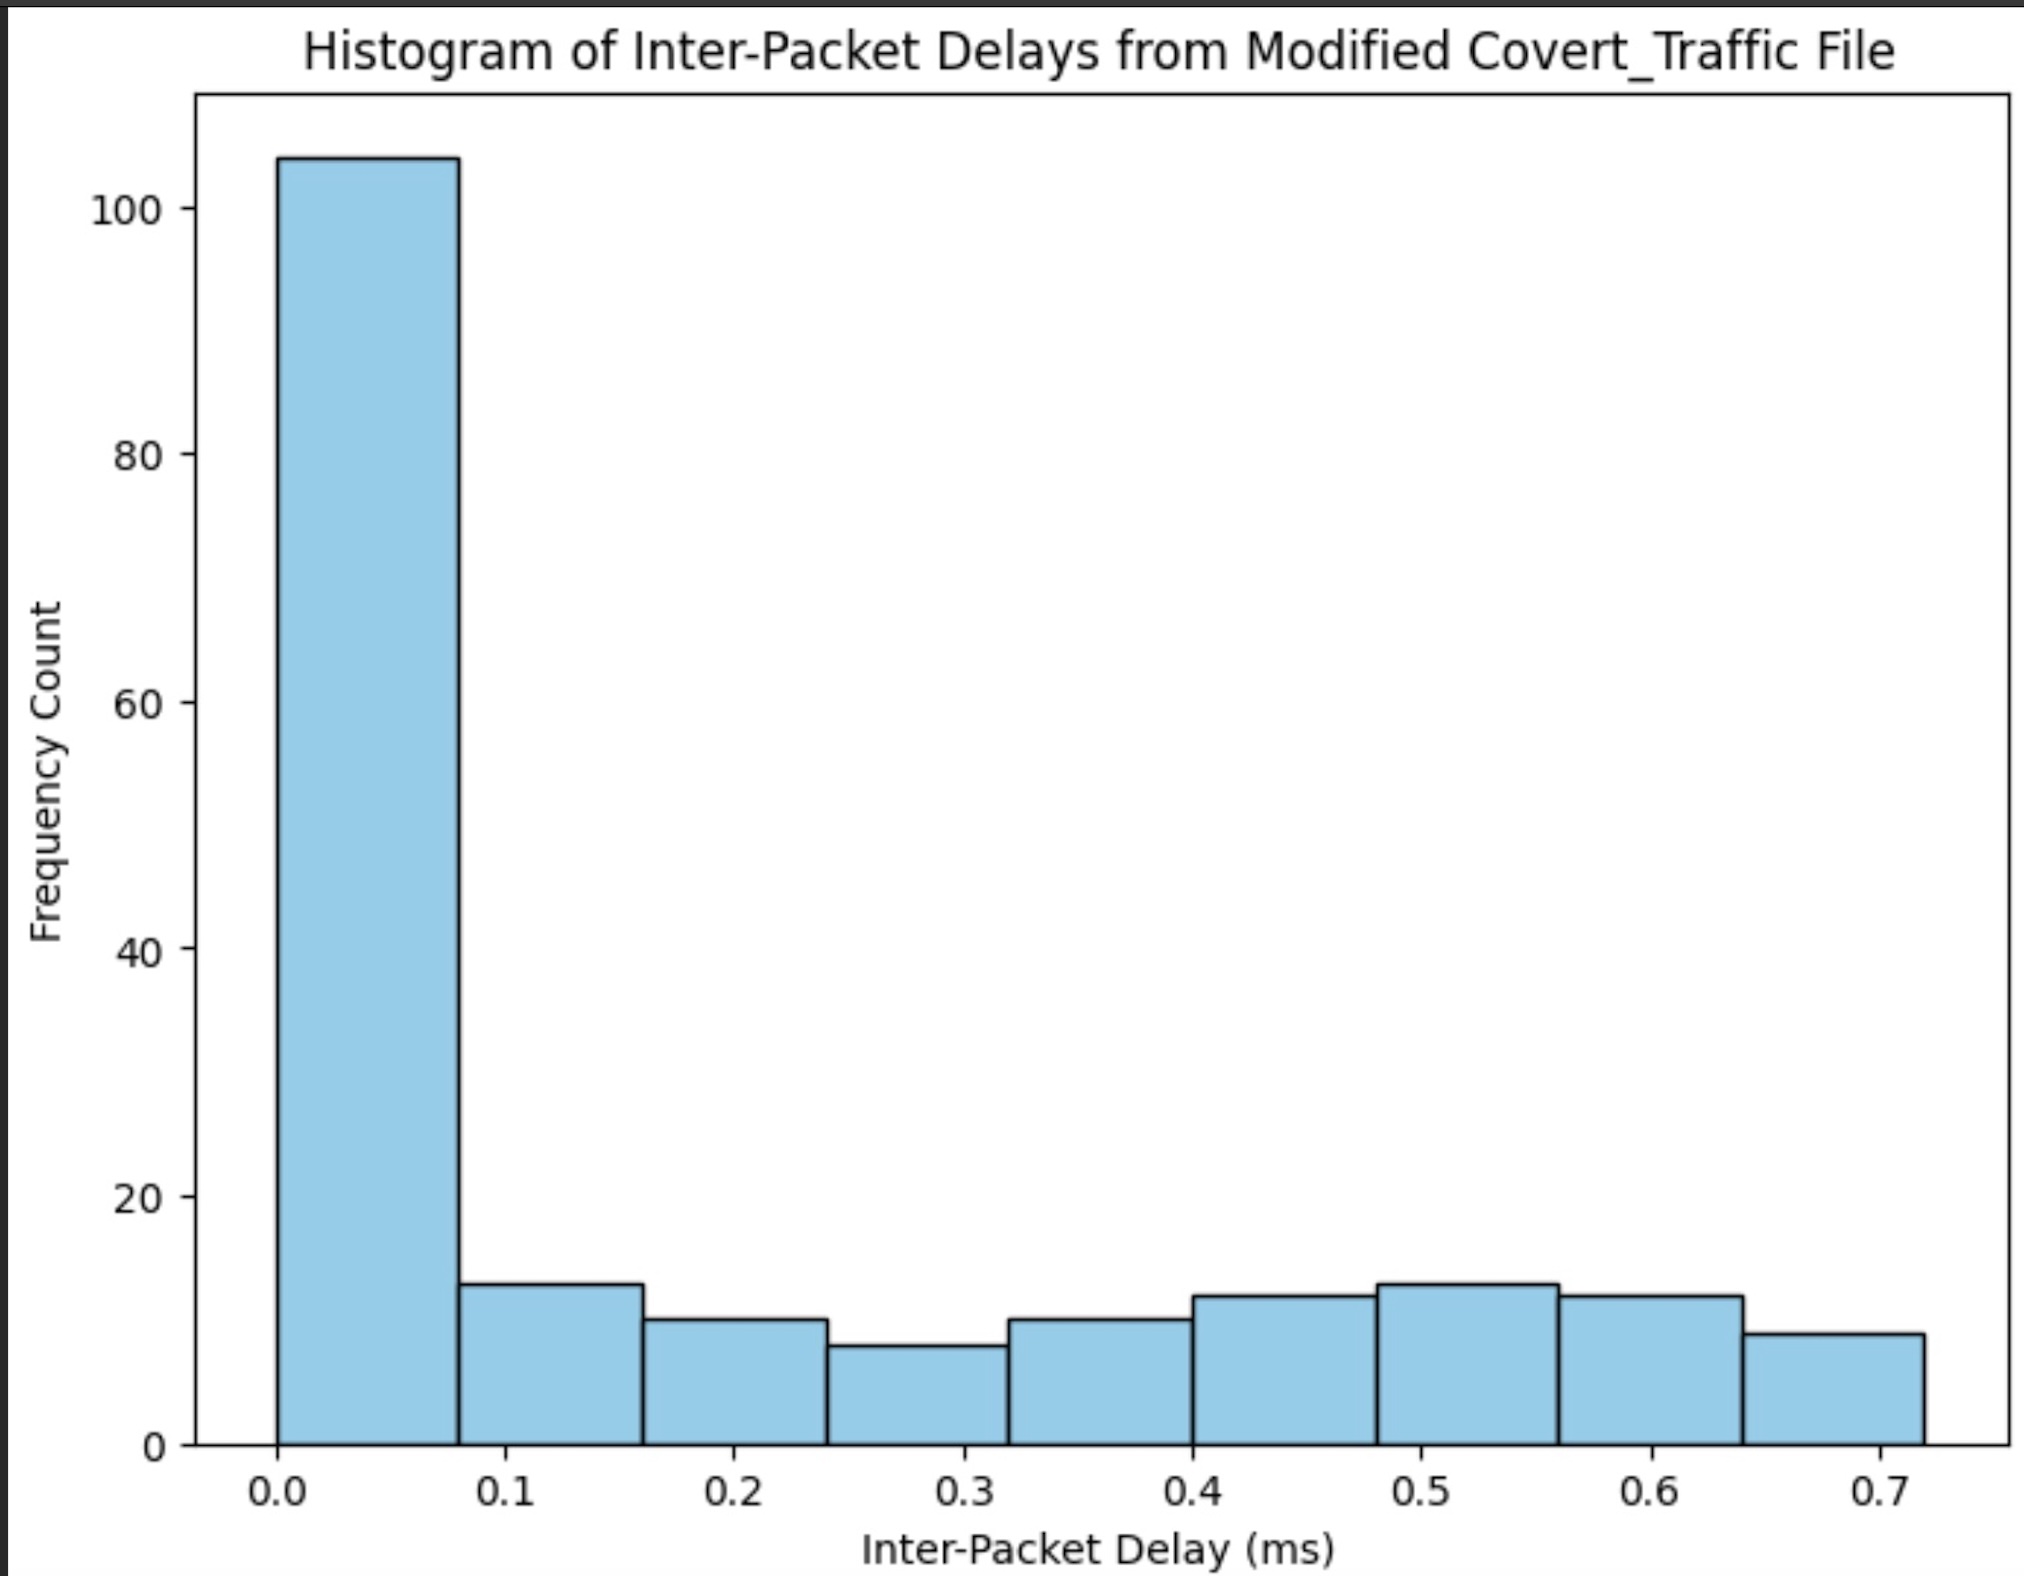 Histogram of Inter-Packet Delays from Modified Covert_Traffic File
Frequency Count
100
80
60
40
20
0
0.0 0.1 0.2 0.3 0.4 0.5 0.6 0.7
Inter-Packet Delay (ms)